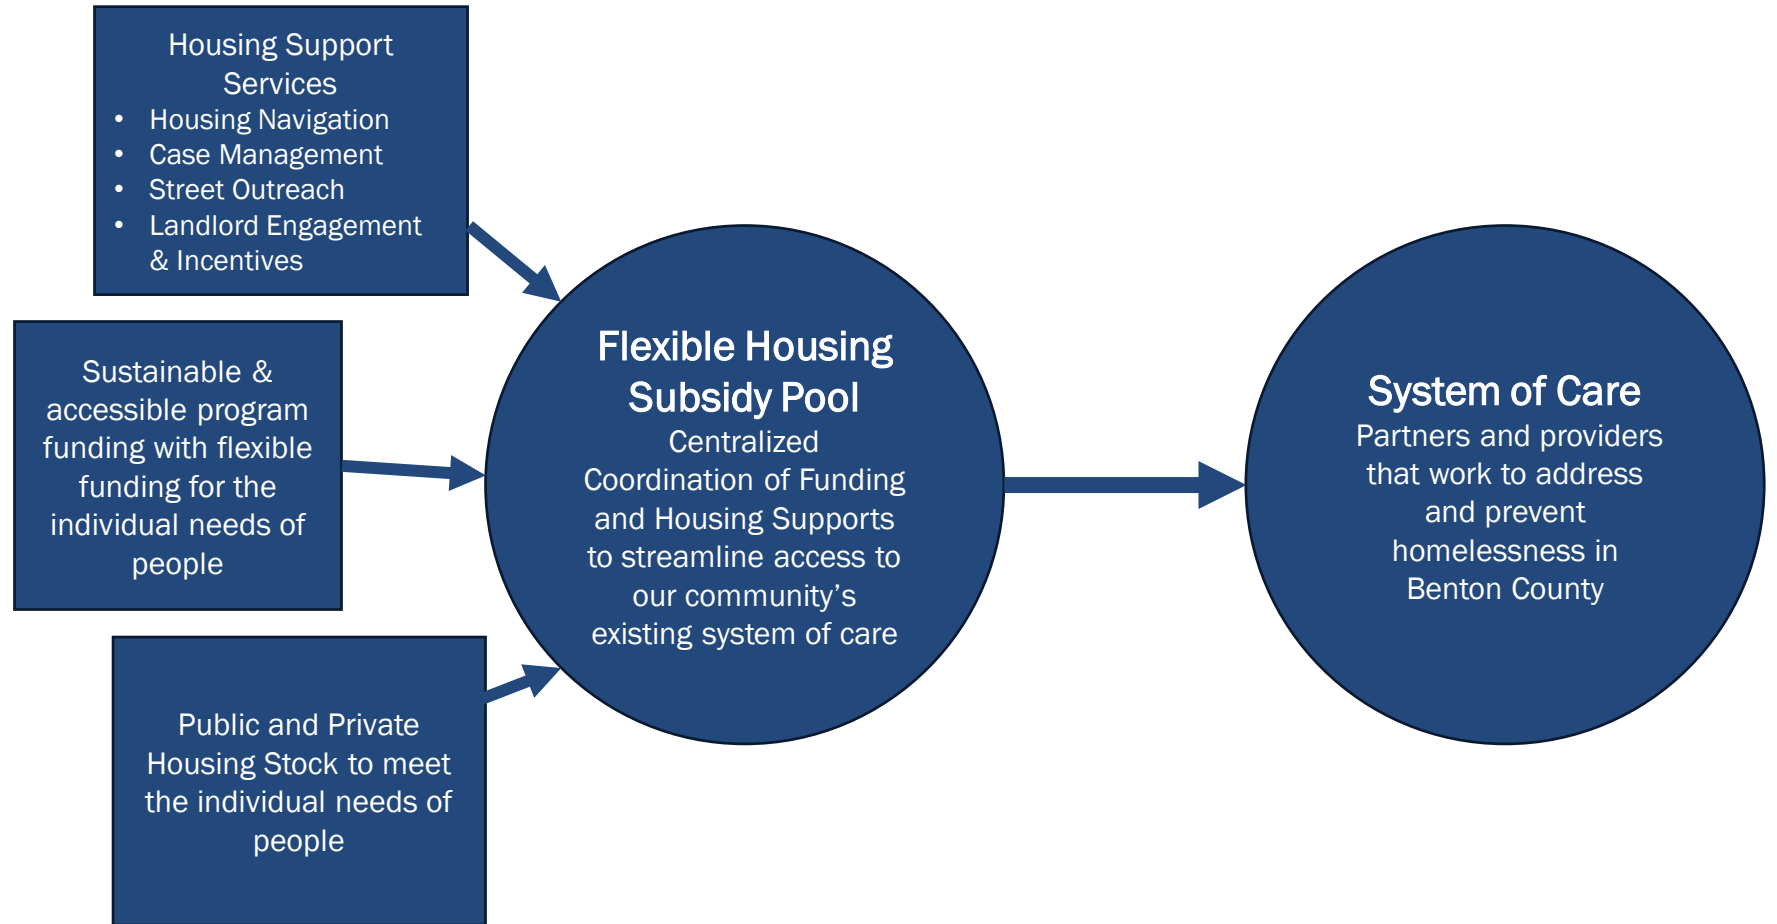 Housing Support
Services
• Housing Navigation
• Case Management
• Street Outreach
• Landlord Engagement
& Incentives
Sustainable &
accessible program
funding with flexible
funding for the
individual needs of
people
Public and Private
Housing Stock to meet
the individual needs of
people
Flexible Housing
Subsidy Pool
Centralized
Coordination of Funding
and Housing Supports
to streamline access to
our community’s
existing system of care
System of Care
Partners and providers
that work to address
and prevent
homelessness in
Benton County